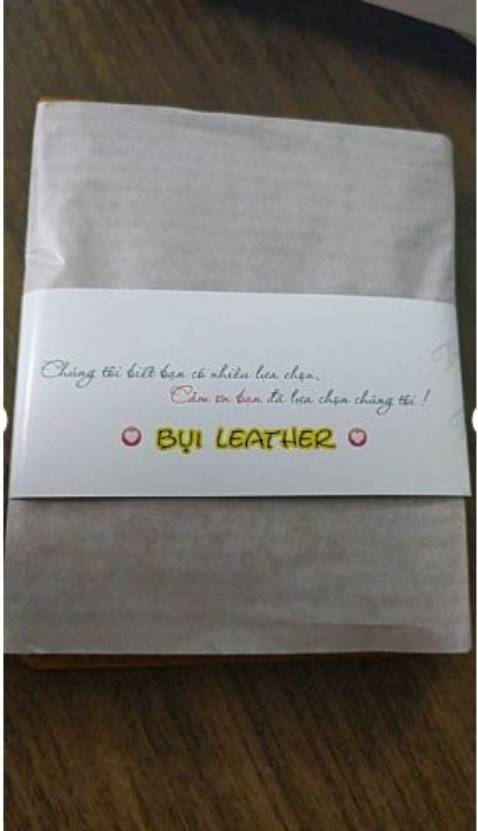 Chúng tôi biết bạn có nhiều lựa chọn,
Cảm ơn bạn đã lựa chọn chúng tôi !
BỤI LEATHER